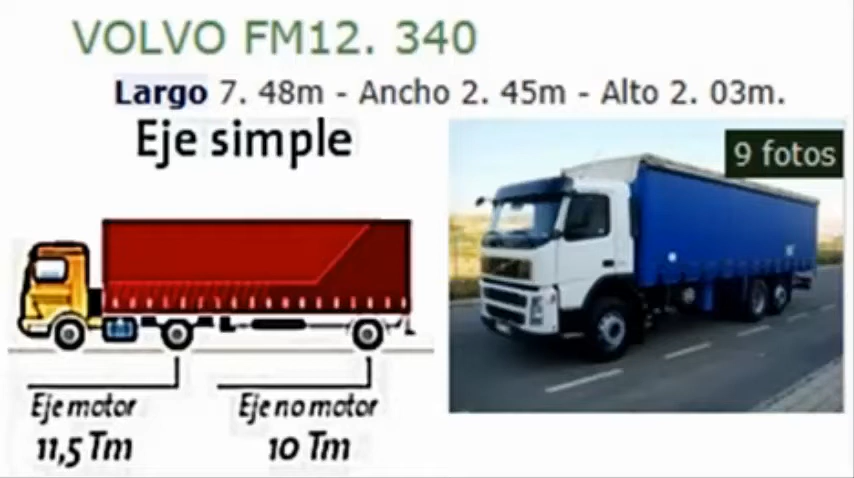 VOLVO FM12. 340
Largo 7. 48m - Ancho 2. 45m - Alto 2. 03m.
Eje simple
9 fotos
Eje motor
11,5 Tm
Eje no motor
10 Tm